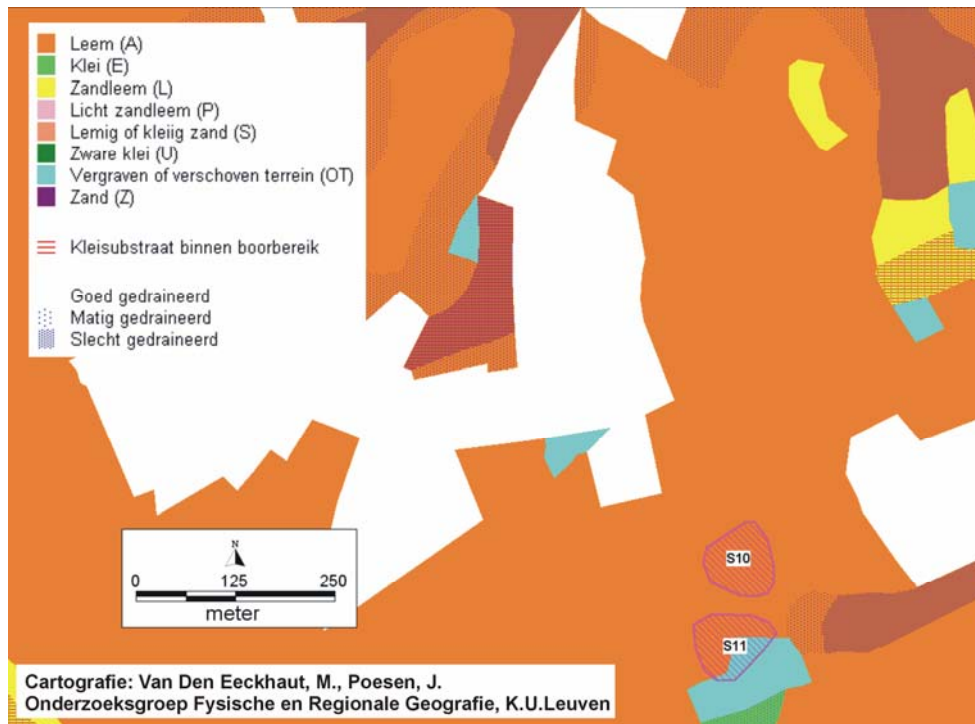 Leem (A)
Klei (E)
Zandleem (L)
Licht zandleem (P)
Lemig of kleiig zand (S)
Zware klei (U)
Vergraven of verschoven terrein (OT)
Zand (Z)
Kleisubstraat binnen boorbereik
Goed gedraineerd
Matig gedraineerd
Slecht gedraineerd
S10
N
0 125 250
meter
S11
Cartografie: Van Den Eeckhaut, M., Poesen, J.
Onderzoeksgroep Fysische en Regionale Geografie, K.U.Leuven